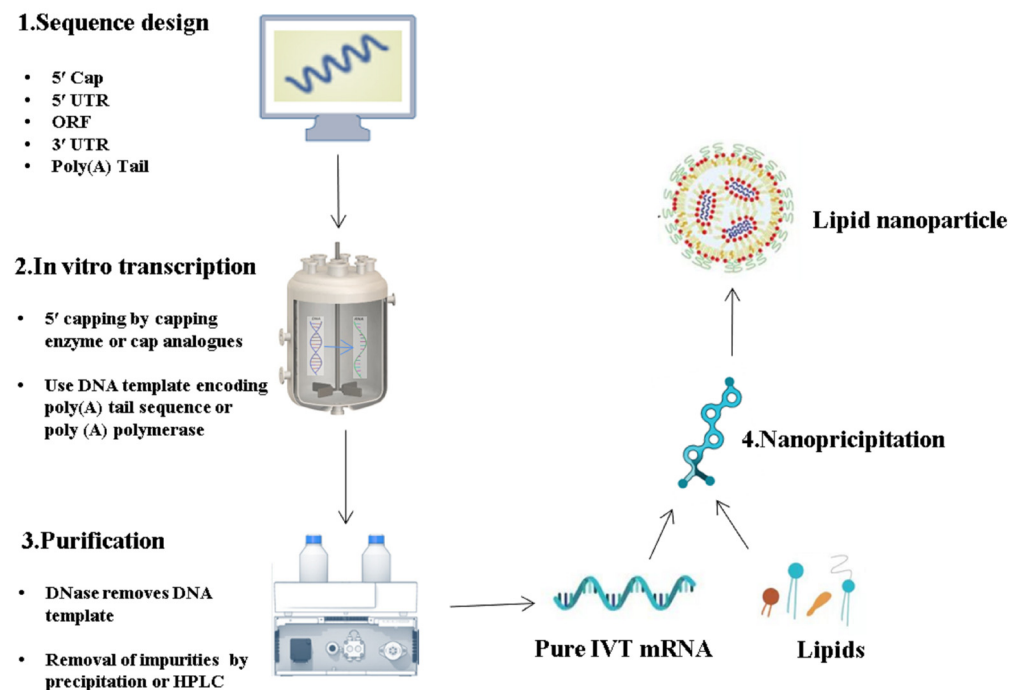 1.Sequence design
• 5′ Cap
• 5′ UTR
• ORF
• 3′ UTR
• Poly(A) Tail
2.In vitro transcription
• 5′ capping by capping
enzyme or cap analogues
• Use DNA template encoding
poly(A) tail sequence or
poly (A) polymerase
3.Purification
• DNase removes DNA
template
• Removal of impurities by
precipitation or HPLC
Pure IVT mRNA
Lipids
4.Nanopricipitation
Lipid nanoparticle